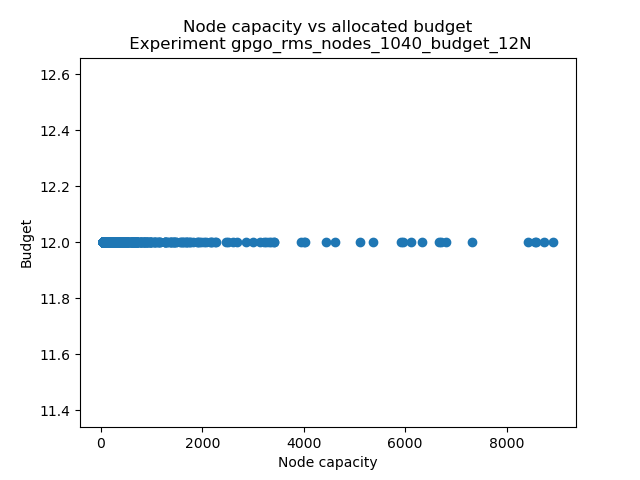 Node capacity vs allocated budget
Experiment gpgo_rms_nodes_1040_budget_12N
12.6
12.4
12.2
12.0
11.8
11.6
11.4
Budget
0 2000 4000 6000 8000
Node capacity